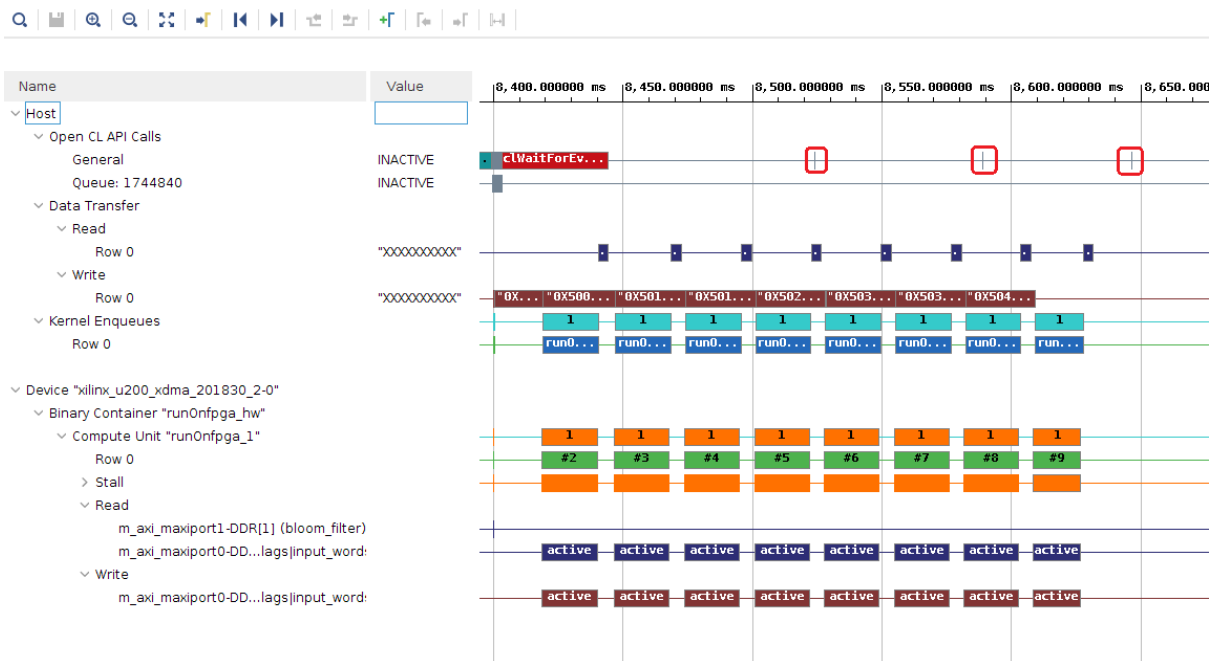 Name Value 8,400.000000 ms 8,450.000000 ms 8,500.000000 ms 8,550.000000 ms 8,600.000000 ms 8,650.000
Host
Open CL API Calls
General INACTIVE clWaitForEv...
Queue: 1744840 INACTIVE
Data Transfer
Read
Row 0 "XXXXXXXXXX" . . . . . . . .
Write
Row 0 "XXXXXXXXXX" "0X... "0X500... "0X501... "0X501... "0X502... "0X503... "0X503... "0X504...
Kernel Enqueues 1 1 1 1 1 1 1 1
Row 0 run0... run0... run0... run0... run0... run0... run0... run...
Device "xilinx_u200_xdma_201830_2-0"
Binary Container "runOnfpga_hw"
Compute Unit "runOnfpga_1" 1 1 1 1 1 1 1 1
Row 0 #2 #3 #4 #5 #6 #7 #8 #9
Stall
Read
m_axi_maxiport1-DDR[1] (bloom_filter)
m_axi_maxiport0-DD...lags|input_words active active active active active active active active
Write
m_axi_maxiport0-DD...lags|input_words active active active active active active active active